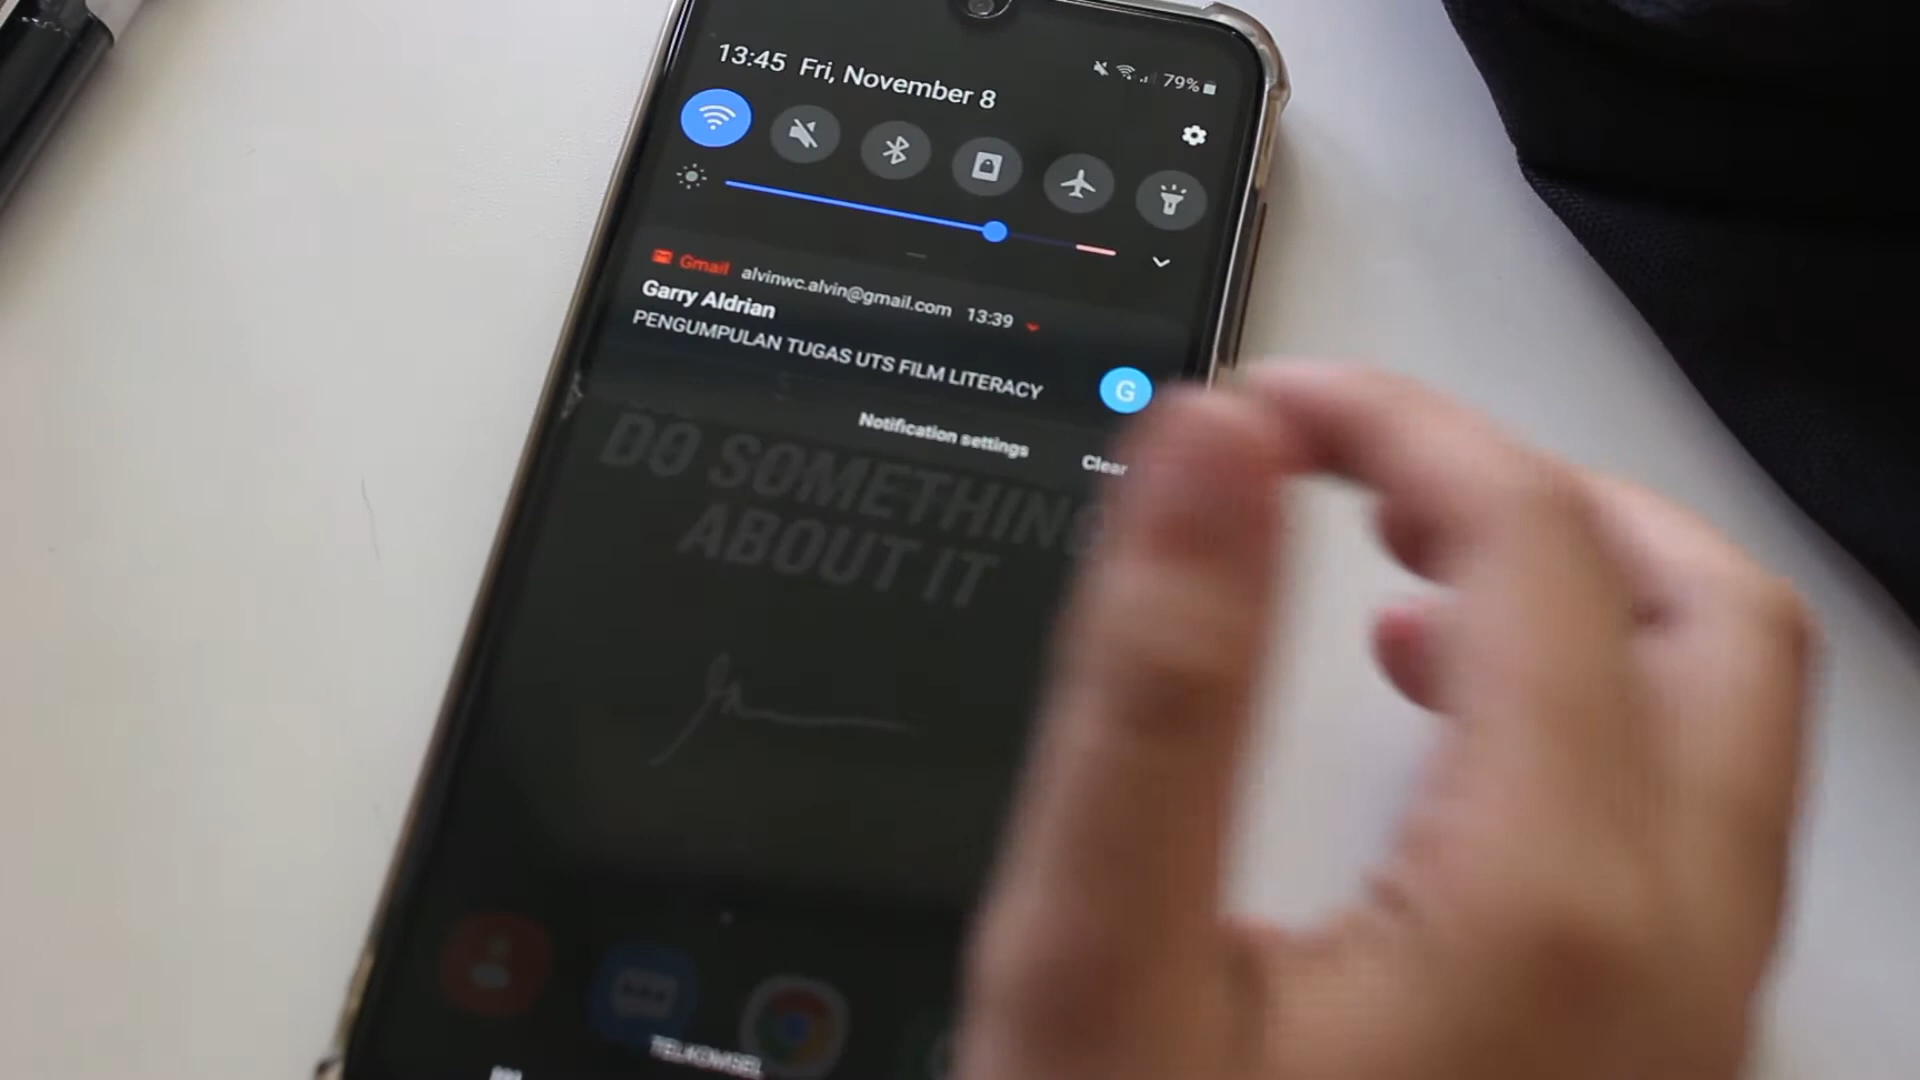 13:45 Fri, November 8
79%
Gmail alvinwc.alvin@gmail.com 13:39
Garry Aldrian
PENGUMPULAN TUGAS UTS FILM LITERACY
G
Notification settings Clear
DO SOMETHING
ABOUT IT
TELKOMSEL